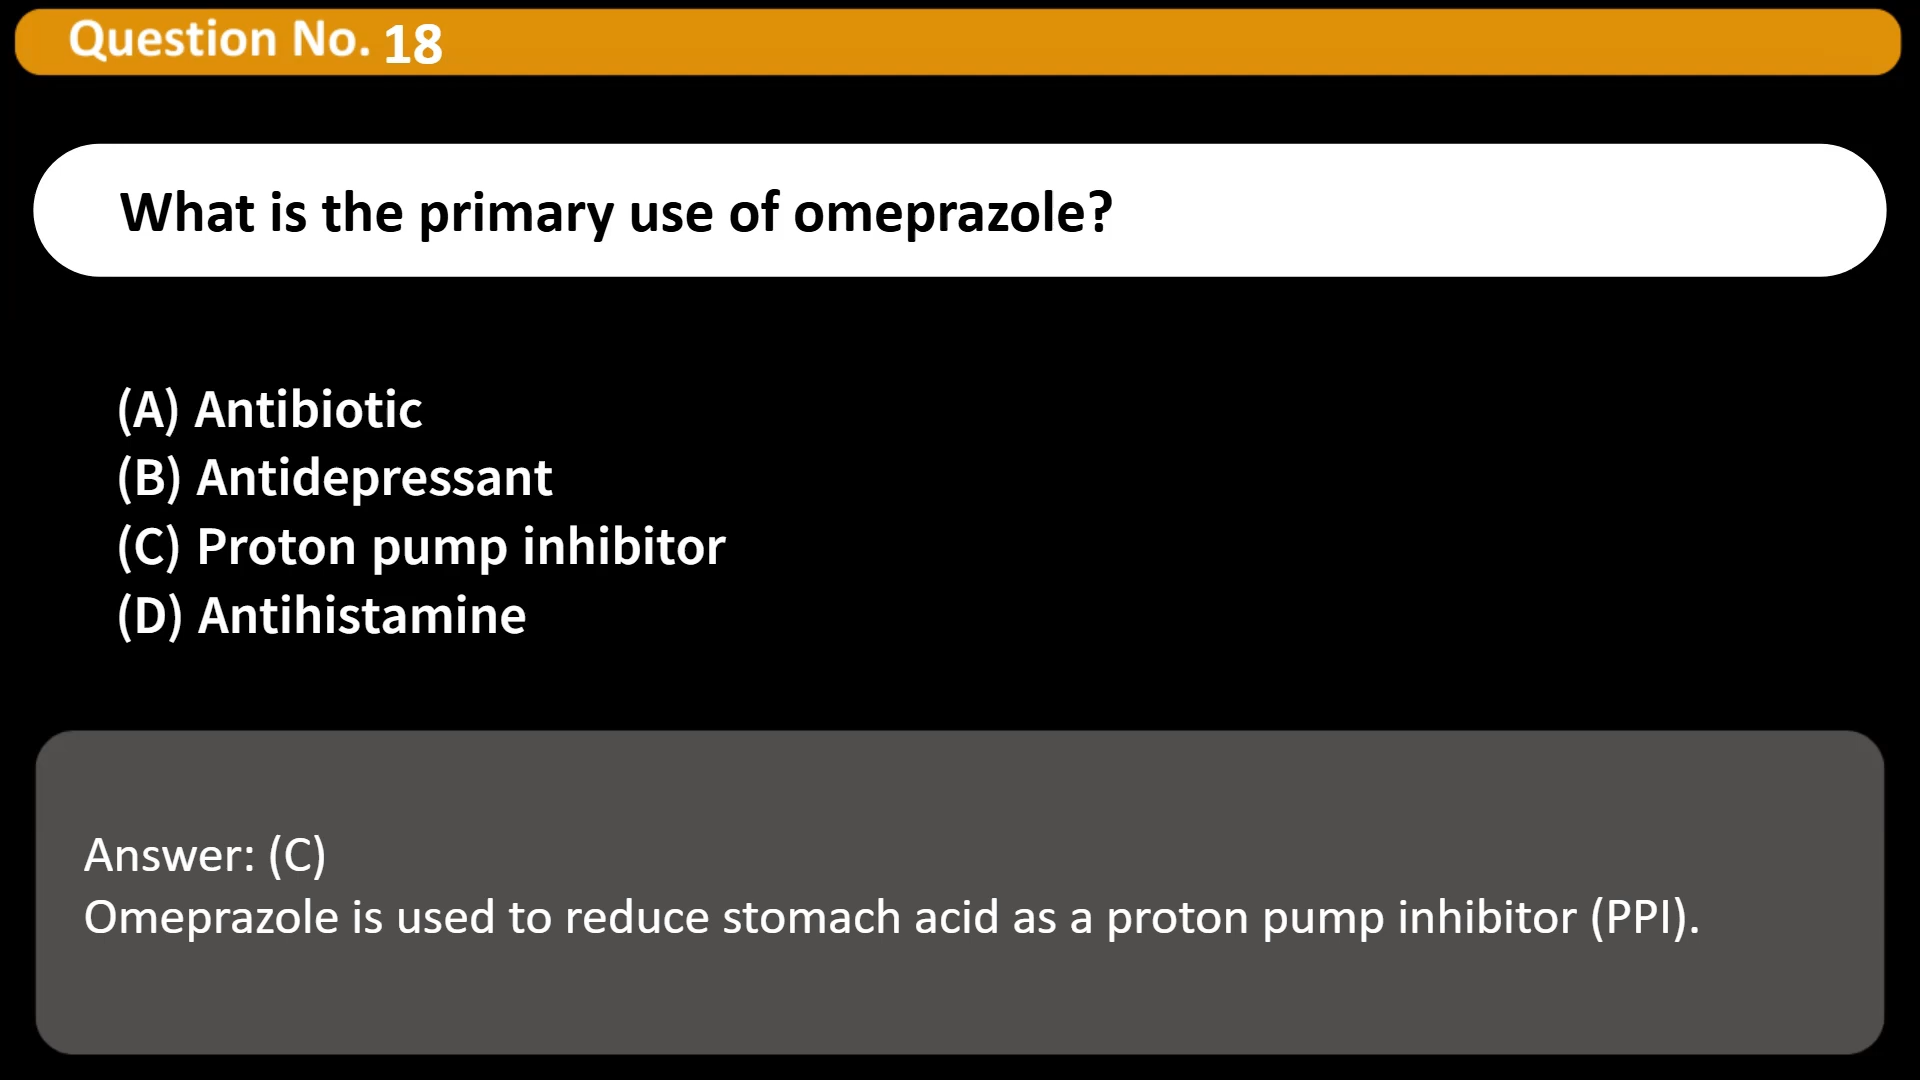 Question No. 18
What is the primary use of omeprazole?
(A) Antibiotic
(B) Antidepressant
(C) Proton pump inhibitor
(D) Antihistamine
Answer: (C)
Omeprazole is used to reduce stomach acid as a proton pump inhibitor (PPI).